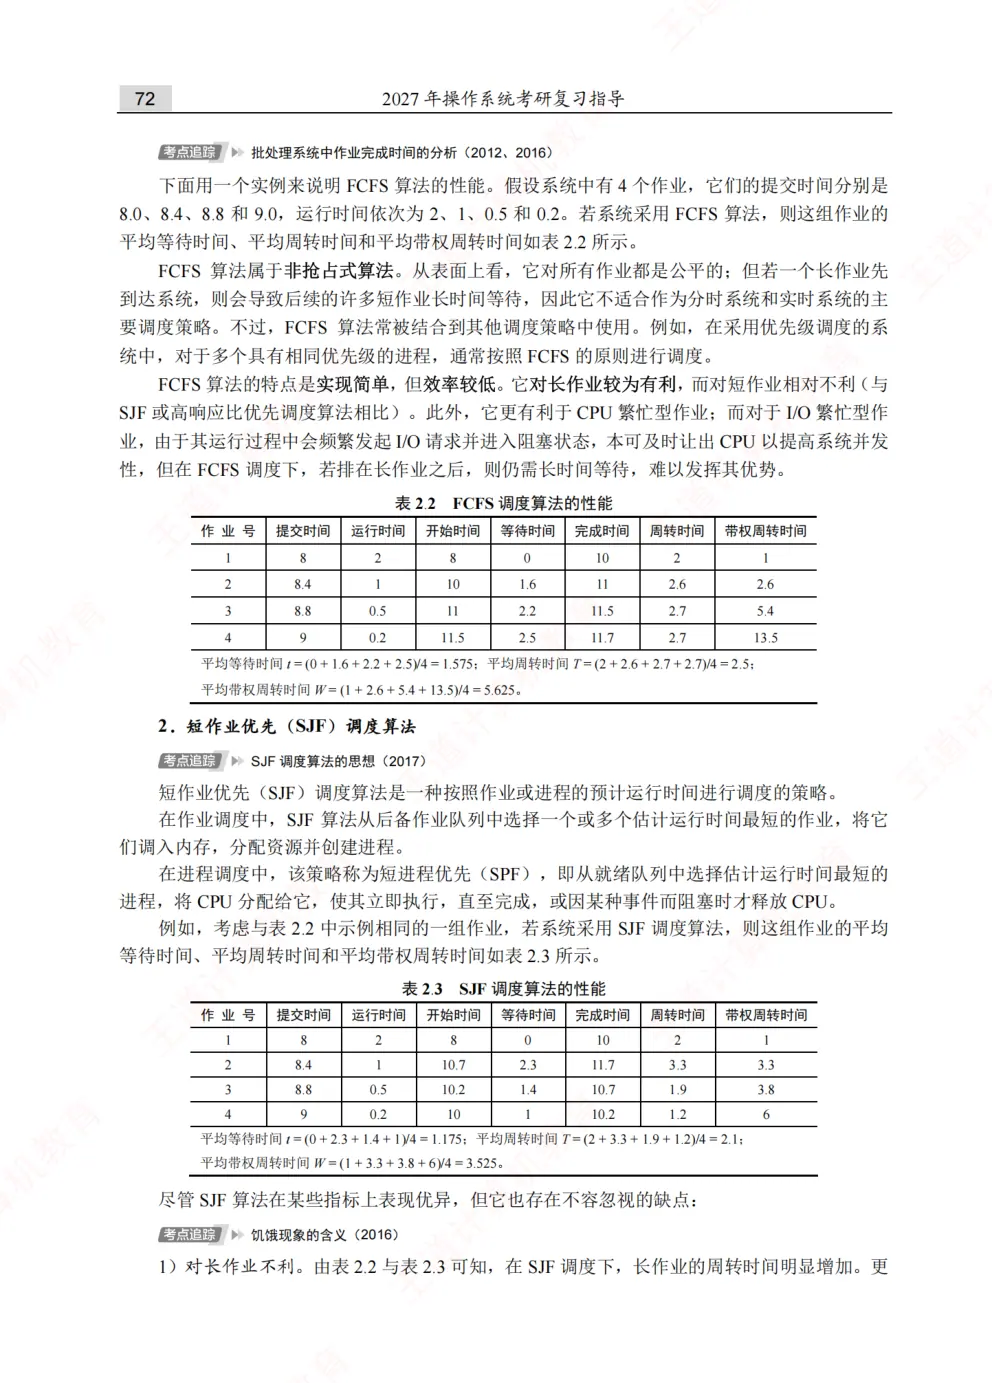 72
2027 年操作系统考研复习指导
考点追踪 批处理系统中作业完成时间的分析（2012、2016）
下面用一个实例来说明 FCFS 算法的性能。假设系统中有 4 个作业，它们的提交时间分别是
8.0、8.4、8.8 和 9.0，运行时间依次为 2、1、0.5 和 0.2。若系统采用 FCFS 算法，则这组作业的
平均等待时间、平均周转时间和平均带权周转时间如表 2.2 所示。
FCFS 算法属于非抢占式算法。从表面上看，它对所有作业都是公平的；但若一个长作业先
到达系统，则会导致后续的许多短作业长时间等待，因此它不适合作为分时系统和实时系统的主
要调度策略。不过，FCFS 算法常被结合到其他调度策略中使用。例如，在采用优先级调度的系
统中，对于多个具有相同优先级的进程，通常按照 FCFS 的原则进行调度。
FCFS 算法的特点是实现简单，但效率较低。它对长作业较为有利，而对短作业相对不利（与
SJF 或高响应比优先调度算法相比）。此外，它更有利于 CPU 繁忙型作业；而对于 I/O 繁忙型作
业，由于其运行过程中会频繁发起 I/O 请求并进入阻塞状态，本可及时让出 CPU 以提高系统并发
性，但在 FCFS 调度下，若排在长作业之后，则仍需长时间等待，难以发挥其优势。
表 2.2 FCFS 调度算法的性能
作 业 号 提交时间 运行时间 开始时间 等待时间 完成时间 周转时间 带权周转时间
1 8 2 8 0 10 2 1
2 8.4 1 10 1.6 11 2.6 2.6
3 8.8 0.5 11 2.2 11.5 2.7 5.4
4 9 0.2 11.5 2.5 11.7 2.7 13.5
平均等待时间 t = (0 + 1.6 + 2.2 + 2.5)/4 = 1.575；平均周转时间 T = (2 + 2.6 + 2.7 + 2.7)/4 = 2.5；
平均带权周转时间 W = (1 + 2.6 + 5.4 + 13.5)/4 = 5.625。
2．短作业优先（SJF）调度算法
考点追踪 SJF 调度算法的思想（2017）
短作业优先（SJF）调度算法是一种按照作业或进程的预计运行时间进行调度的策略。
在作业调度中，SJF 算法从后备作业队列中选择一个或多个估计运行时间最短的作业，将它
们调入内存，分配资源并创建进程。
在进程调度中，该策略称为短进程优先（SPF），即从就绪队列中选择估计运行时间最短的
进程，将 CPU 分配给它，使其立即执行，直至完成，或因某种事件而阻塞时才释放 CPU。
例如，考虑与表 2.2 中示例相同的一组作业，若系统采用 SJF 调度算法，则这组作业的平均
等待时间、平均周转时间和平均带权周转时间如表 2.3 所示。
表 2.3 SJF 调度算法的性能
作 业 号 提交时间 运行时间 开始时间 等待时间 完成时间 周转时间 带权周转时间
1 8 2 8 0 10 2 1
2 8.4 1 10.7 2.3 11.7 3.3 3.3
3 8.8 0.5 10.2 1.4 10.7 1.9 3.8
4 9 0.2 10 1 10.2 1.2 6
平均等待时间 t = (0 + 2.3 + 1.4 + 1)/4 = 1.175；平均周转时间 T = (2 + 3.3 + 1.9 + 1.2)/4 = 2.1；
平均带权周转时间 W = (1 + 3.3 + 3.8 + 6)/4 = 3.525。
尽管 SJF 算法在某些指标上表现优异，但它也存在不容忽视的缺点：
考点追踪 饥饿现象的含义（2016）
1）对长作业不利。由表 2.2 与表 2.3 可知，在 SJF 调度下，长作业的周转时间明显增加。更